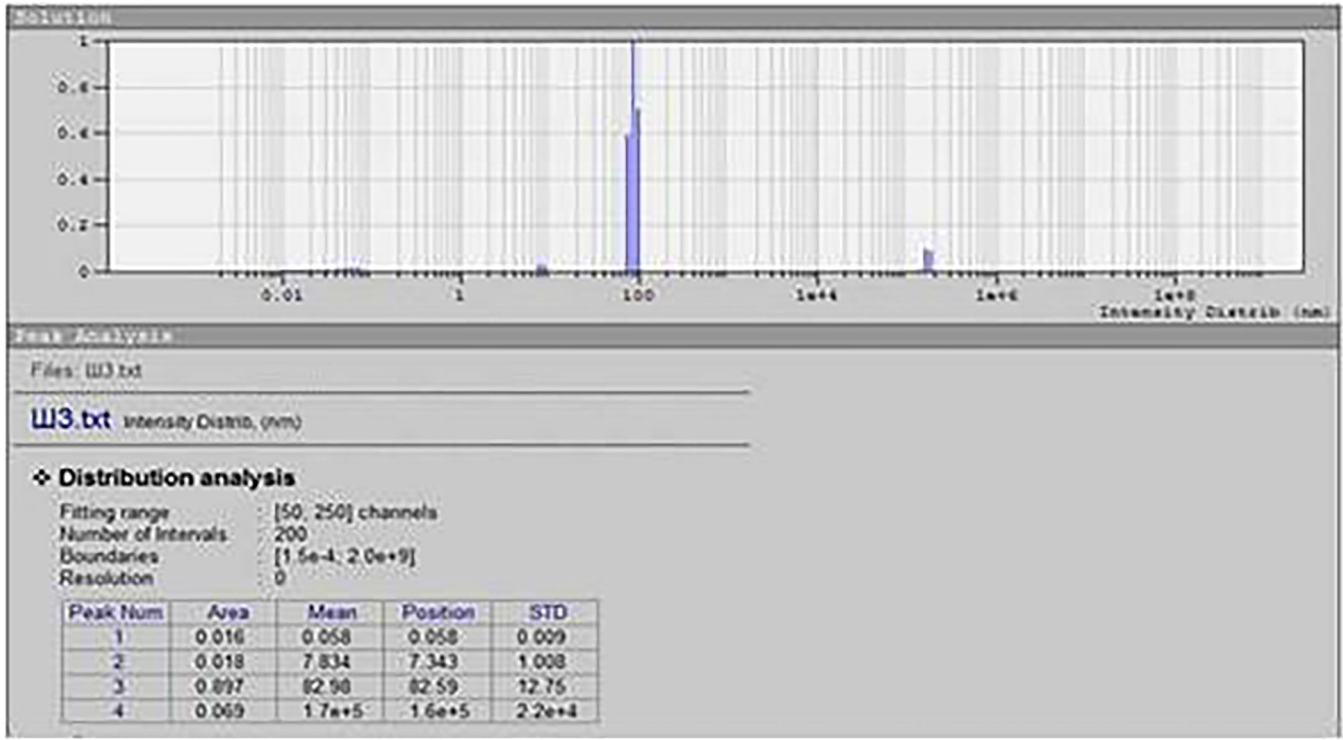 Solution
1
0.8
0.6
0.4
0.2
0
0.01 1 100 1e+4 1e+6 1e+8
Intensity Distrib (nm)
Peak Analysis
Files: Ш3.txt
Ш3.txt Intensity Distrib, (nm)
❖ Distribution analysis
Fitting range : [50; 250] channels
Number of Intervals : 200
Boundaries : [1.5e-4; 2.0e+9]
Resolution : 0
Peak Num Area Mean Position STD
1 0.016 0.058 0.058 0.009
2 0.018 7.834 7.343 1.008
3 0.897 82.98 82.59 12.75
4 0.069 1.7e+5 1.6e+5 2.2e+4